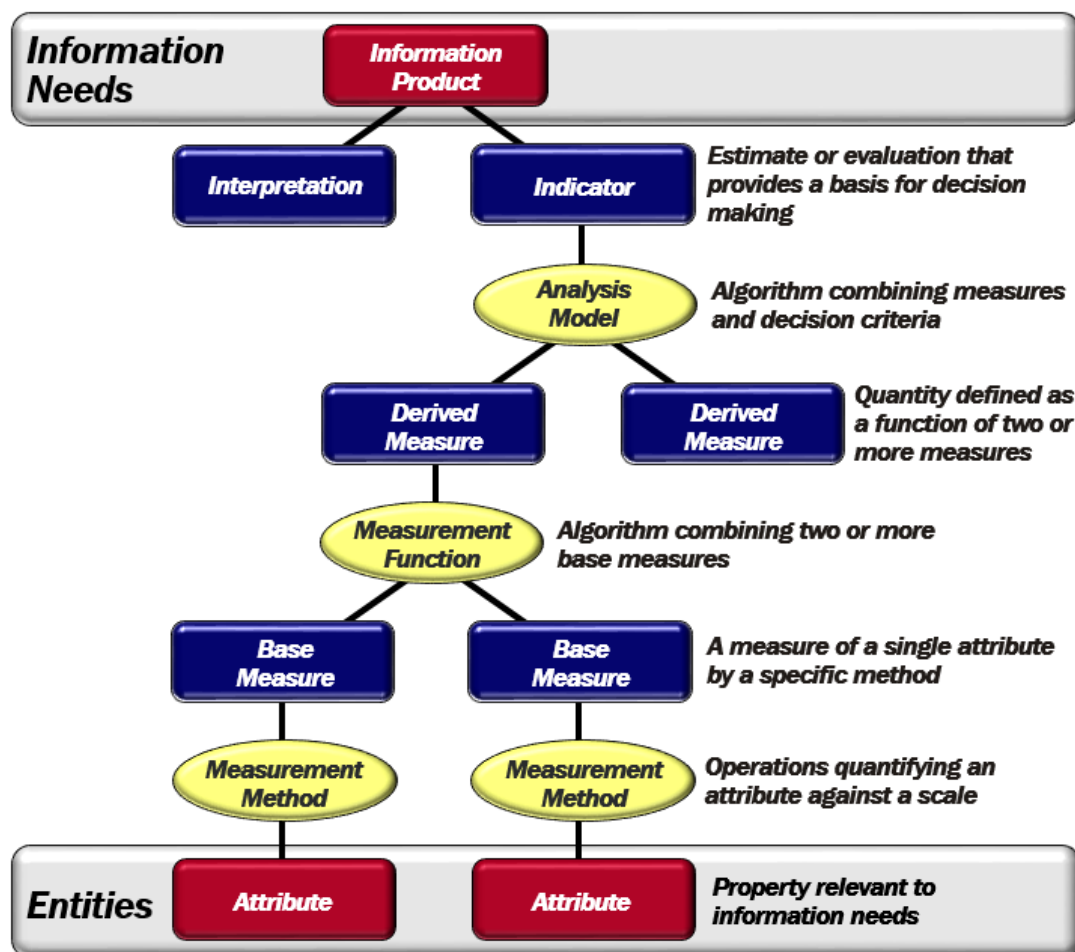 Information
Needs
Information
Product
Interpretation
Indicator
Estimate or evaluation that
provides a basis for decision
making
Analysis
Model
Algorithm combining measures
and decision criteria
Derived
Measure
Derived
Measure
Quantity defined as
a function of two or
more measures
Measurement
Function
Algorithm combining two or more
base measures
Base
Measure
Base
Measure
A measure of a single attribute
by a specific method
Measurement
Method
Measurement
Method
Operations quantifying an
attribute against a scale
Entities
Attribute
Attribute
Property relevant to
information needs